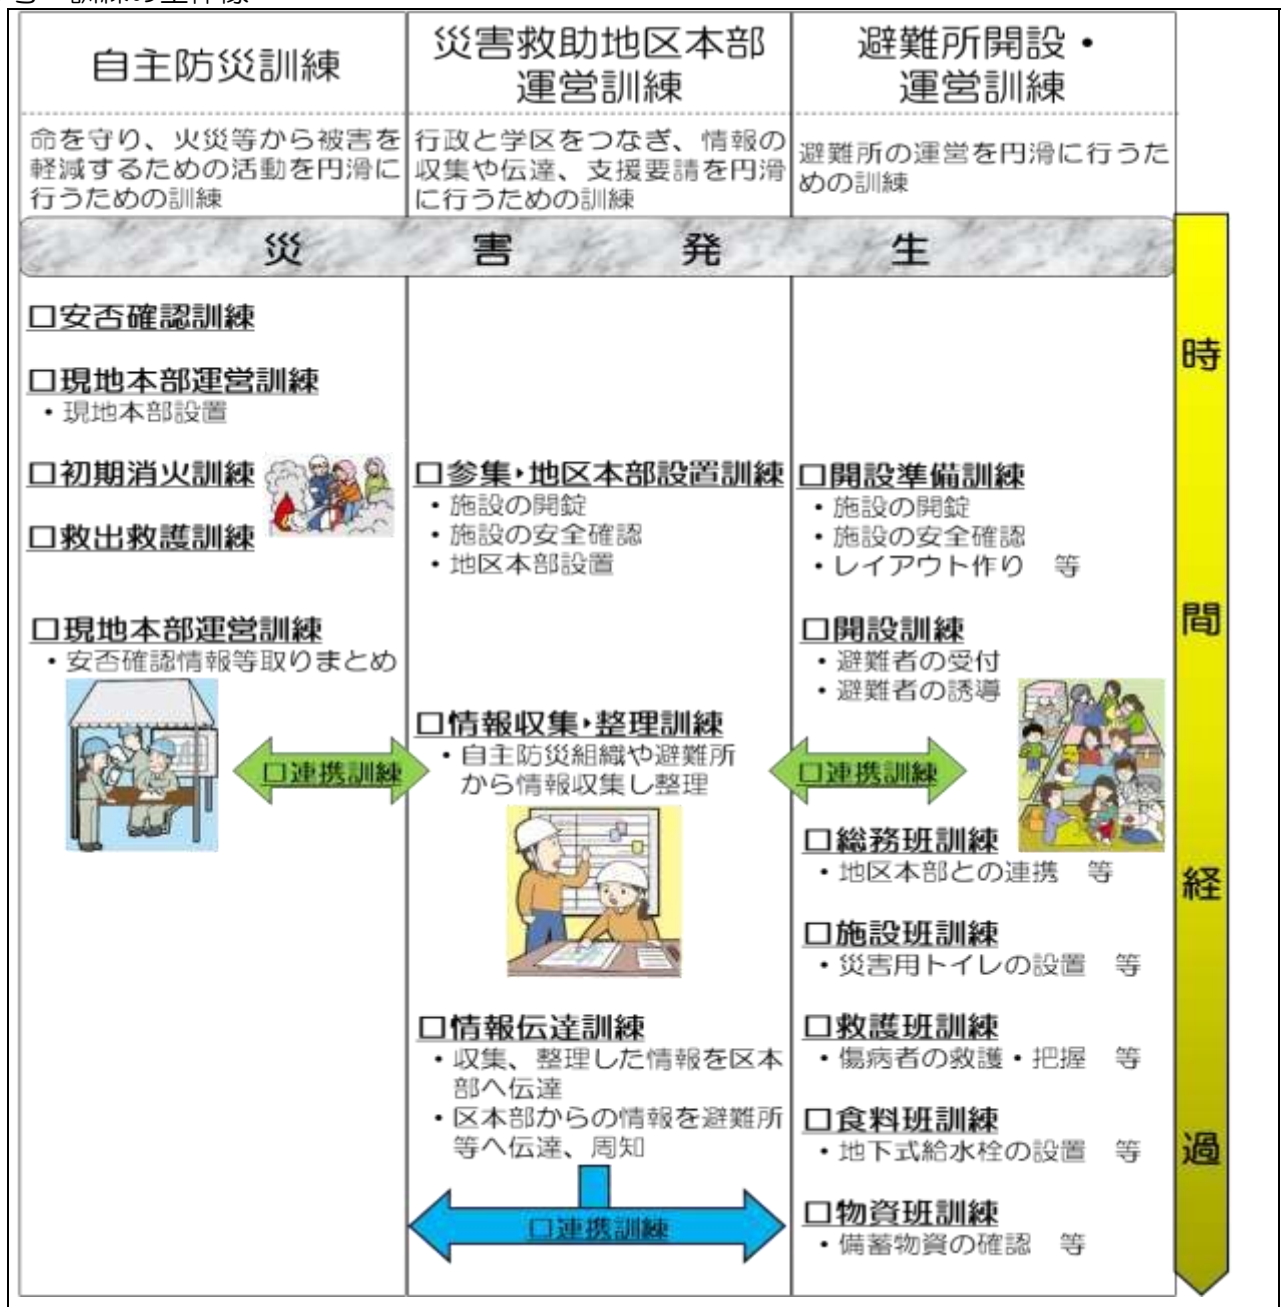 自主防災訓練
命を守り、火災等から被害を
軽減するための活動を円滑に
行うための訓練
災害救助地区本部
運営訓練
行政と学区をつなぎ、情報の
収集や伝達、支援要請を円滑
に行うための訓練
避難所開設・
運営訓練
避難所の運営を円滑に行うた
めの訓練
災害発生
□安否確認訓練
□現地本部運営訓練
・現地本部設置
□初期消火訓練
□救出救護訓練
□現地本部運営訓練
・安否確認情報等取りまとめ
□連携訓練
□参集・地区本部設置訓練
・施設の開錠
・施設の安全確認
・地区本部設置
□情報収集・整理訓練
・自主防災組織や避難所
から情報収集し整理
□情報伝達訓練
・収集、整理した情報を区本
部へ伝達
・区本部からの情報を避難所
等へ伝達、周知
□連携訓練
□開設準備訓練
・施設の開錠
・施設の安全確認
・レイアウト作り　等
□開設訓練
・避難者の受付
・避難者の誘導
□連携訓練
□総務班訓練
・地区本部との連携　等
□施設班訓練
・災害用トイレの設置　等
□救護班訓練
・傷病者の救護・把握　等
□食料班訓練
・地下式給水栓の設置　等
□物資班訓練
・備蓄物資の確認　等
時間経過